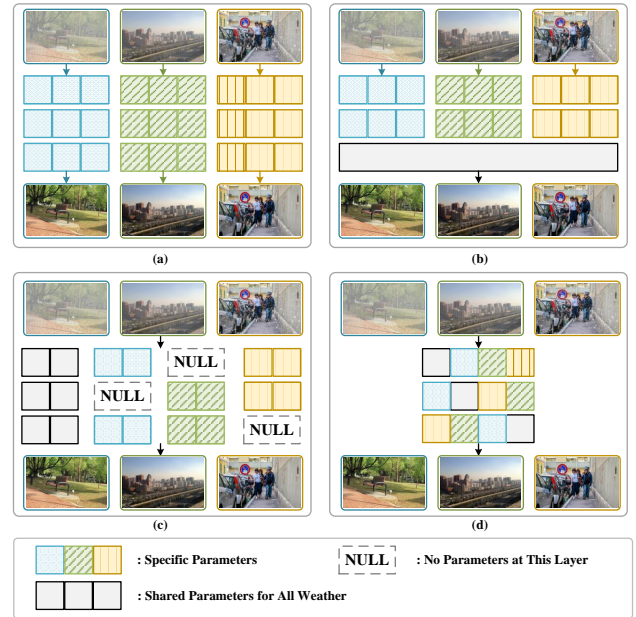 (a)
(b)
NULL
NULL
NULL
(c)
(d)
: Specific Parameters
NULL
: No Parameters at This Layer
: Shared Parameters for All Weather